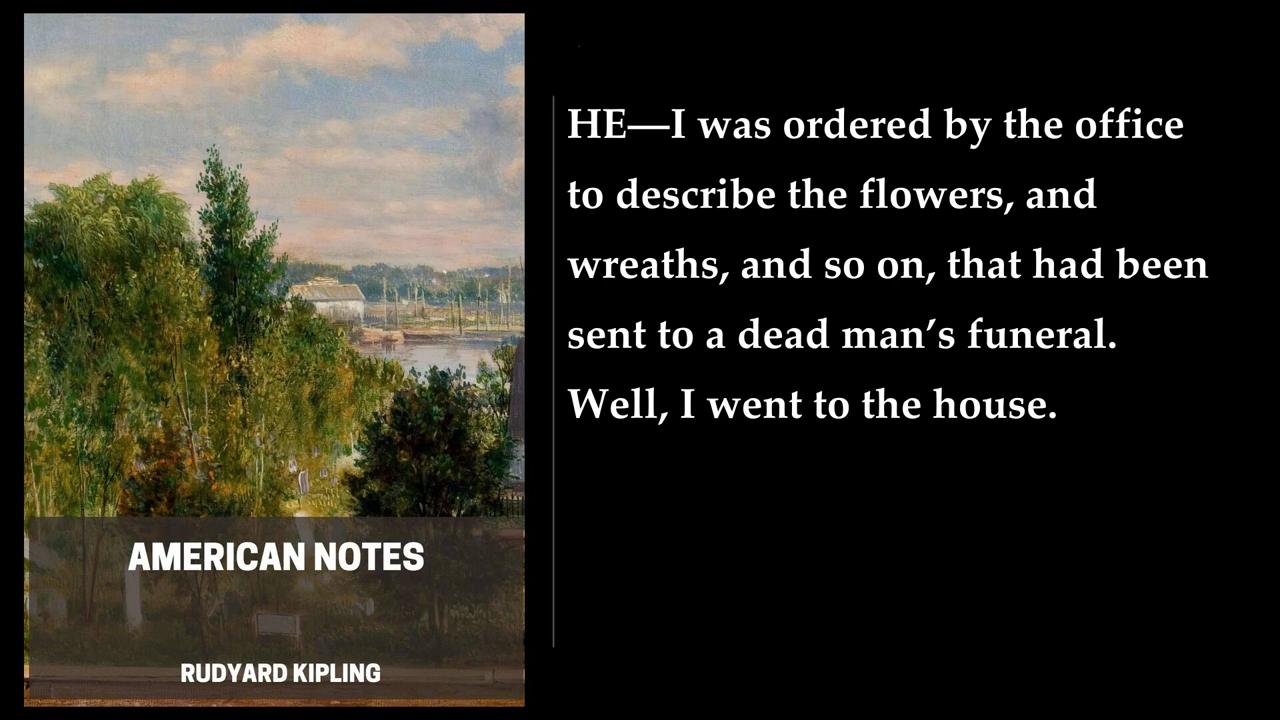 HE—I was ordered by the office
to describe the flowers, and
wreaths, and so on, that had been
sent to a dead man’s funeral.
Well, I went to the house.
AMERICAN NOTES
RUDYARD KIPLING